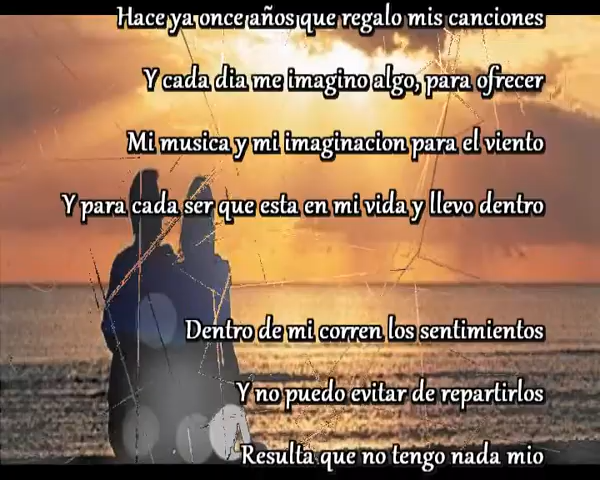 Hace ya once años que regalo mis canciones
Y cada dia me imagino algo, para ofrecer
Mi musica y mi imaginacion para el viento
Y para cada ser que esta en mi vida y llevo dentro
Dentro de mi corren los sentimientos
Y no puedo evitar de repartirlos
Resulta que no tengo nada mio